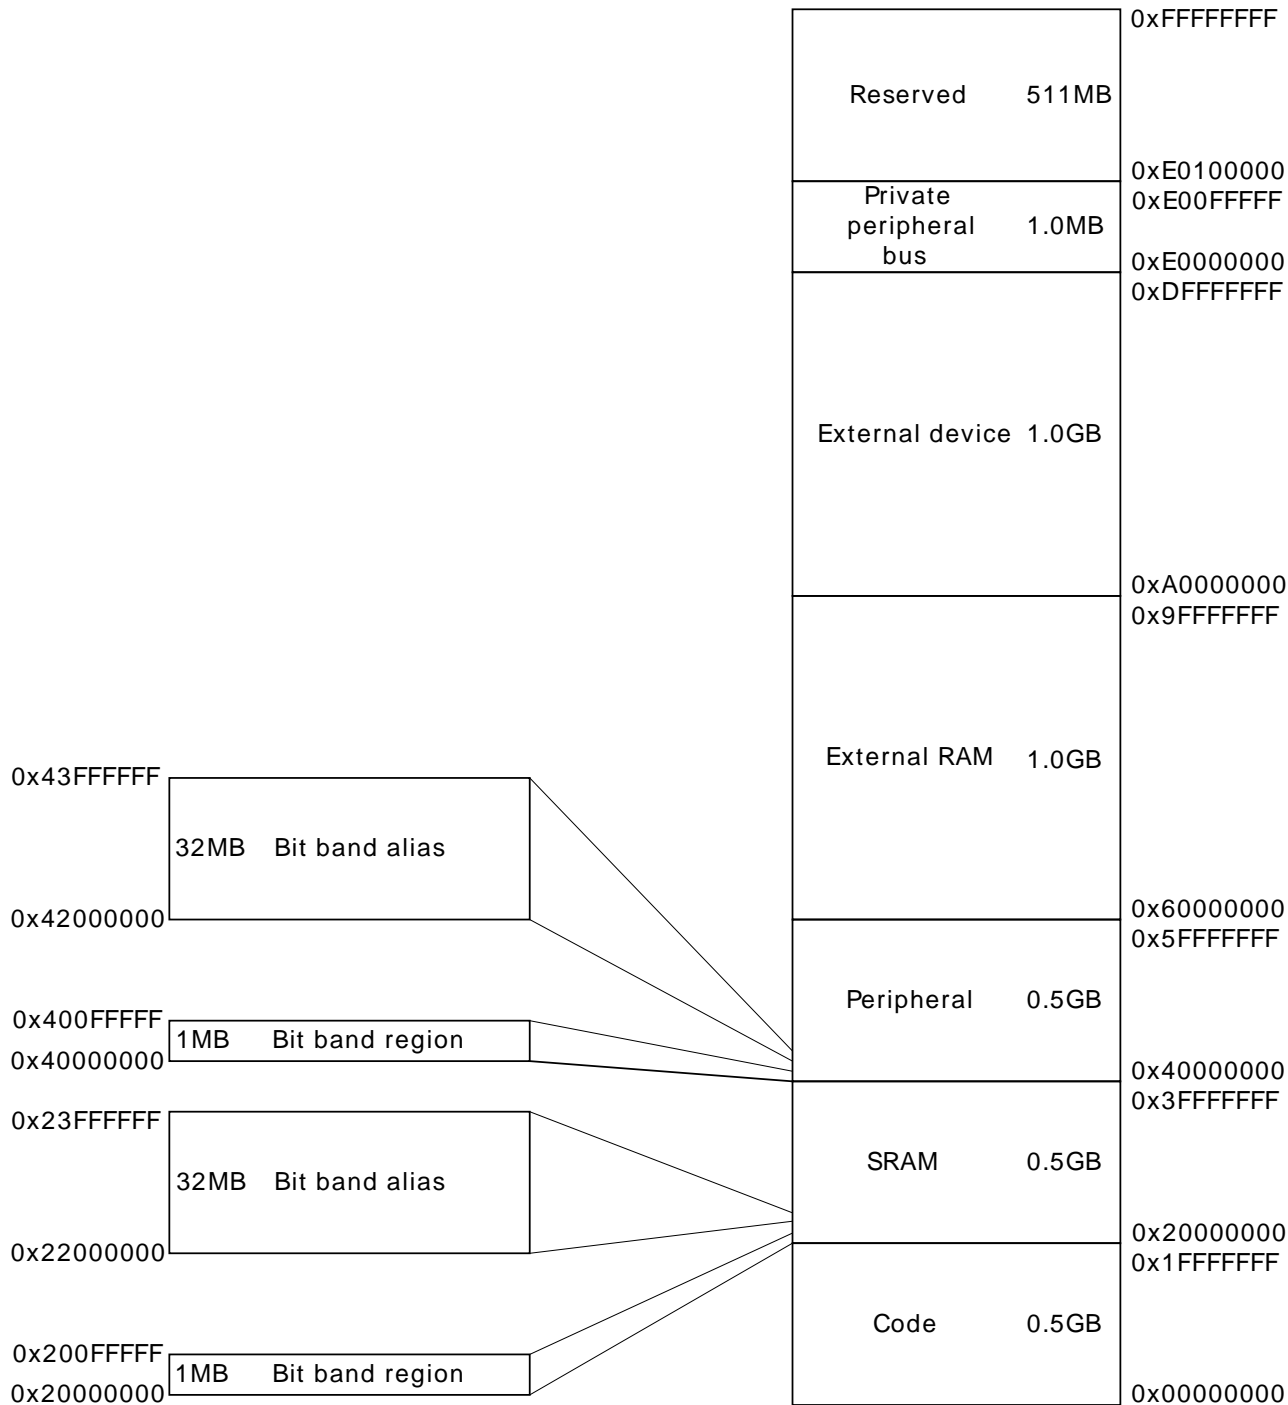 0xFFFFFFFF
Reserved 511MB
0xE0100000
Private
peripheral
bus
1.0MB
0xE00FFFFF
0xE0000000
0xDFFFFFFF
External device 1.0GB
0xA0000000
0x9FFFFFFF
External RAM 1.0GB
0x60000000
0x5FFFFFFF
Peripheral 0.5GB
0x40000000
0x3FFFFFFF
SRAM 0.5GB
0x20000000
0x1FFFFFFF
Code 0.5GB
0x00000000
0x43FFFFFF
32MB Bit band alias
0x42000000
0x400FFFFF
1MB Bit band region
0x40000000
0x23FFFFFF
32MB Bit band alias
0x22000000
0x200FFFFF
1MB Bit band region
0x20000000